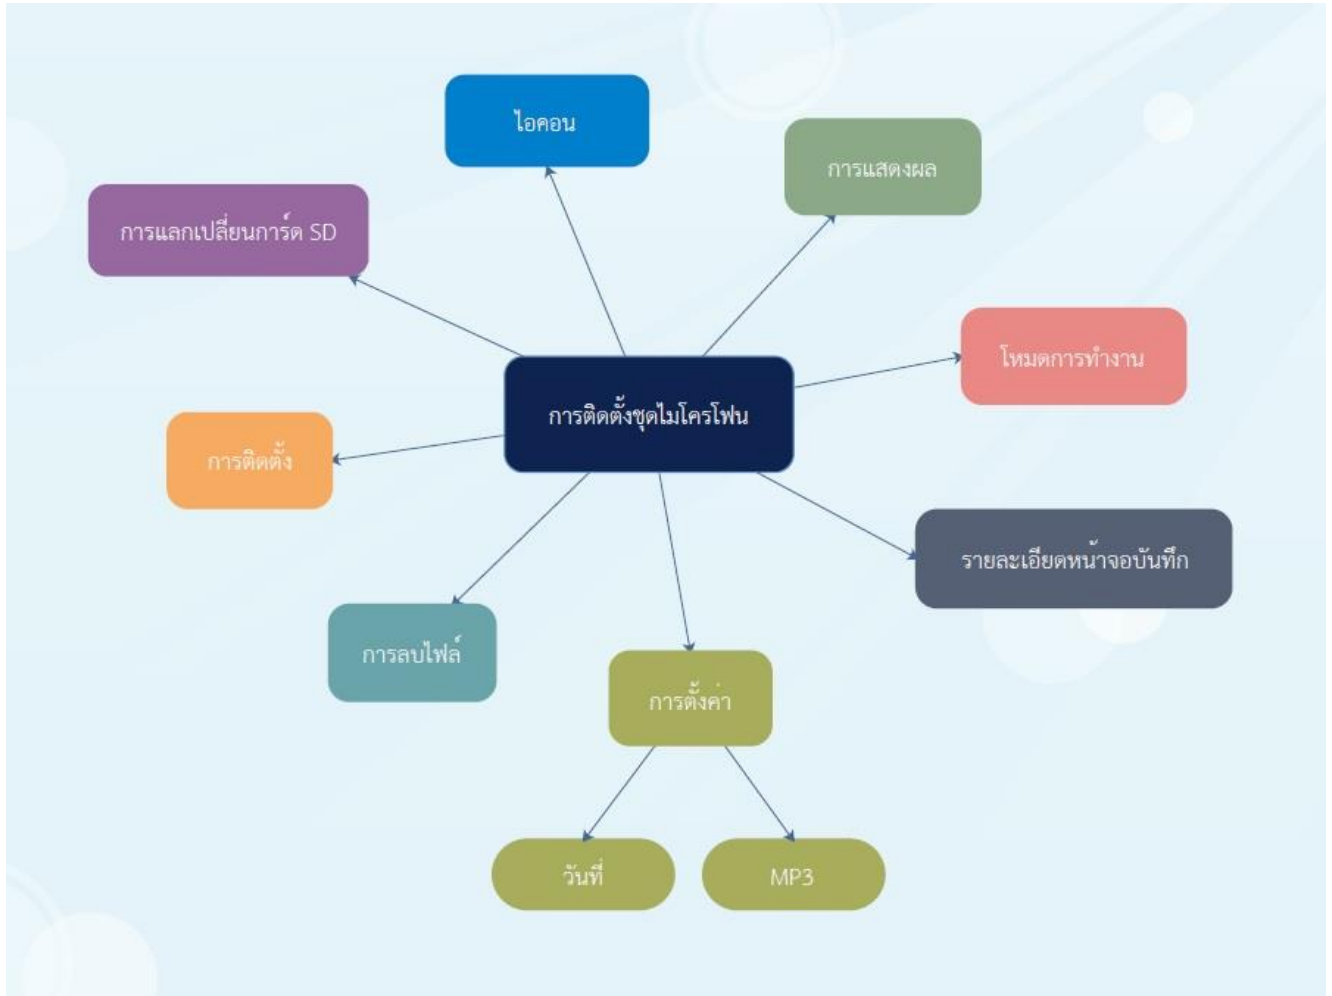 ไอคอน
การแสดงผล
การแลกเปลี่ยนการ์ด SD
โหมดการทำงาน
การติดตั้งชุดไมโครโฟน
การติดตั้ง
รายละเอียดหน้าจอบันทึก
การลบไฟล์
การตั้งค่า
วันที่
MP3